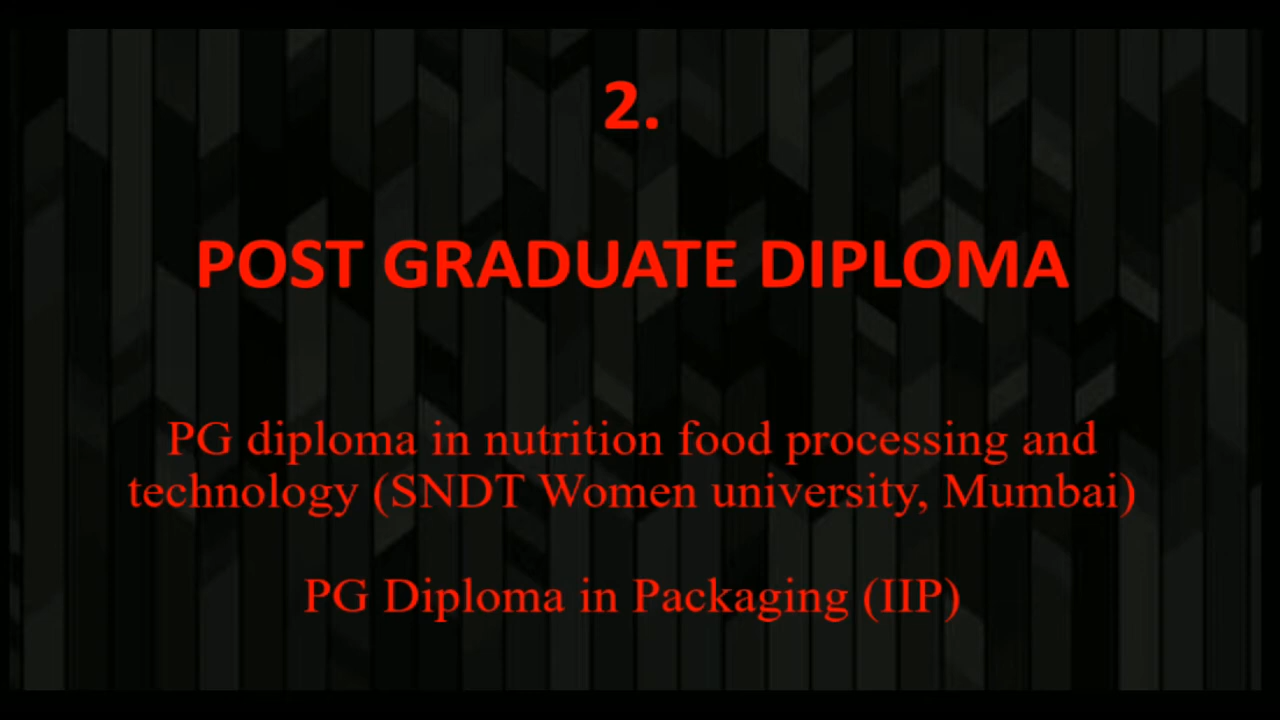 2.
POST GRADUATE DIPLOMA
PG diploma in nutrition food processing and
technology (SNDT Women university, Mumbai)
PG Diploma in Packaging (IIP)